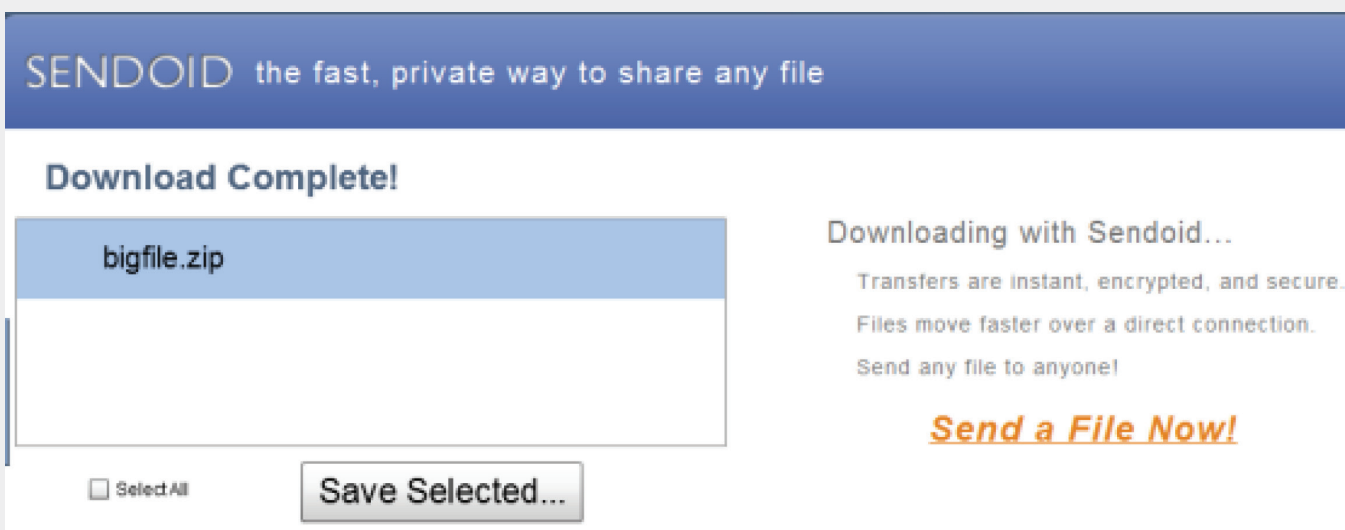 SENDOID the fast, private way to share any file
Download Complete!
bigfile.zip
Select All
Save Selected...
Downloading with Sendoid...
Transfers are instant, encrypted, and secure.
Files move faster over a direct connection.
Send any file to anyone!
Send a File Now!